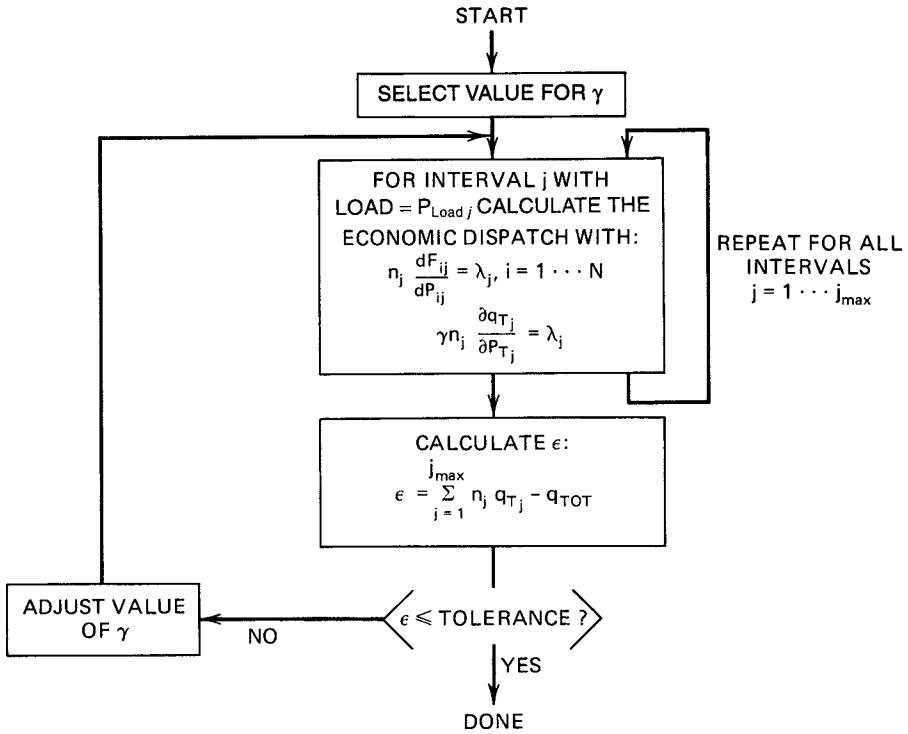 START
SELECT VALUE FOR γ
FOR INTERVAL j WITH
LOAD = P_Load j CALCULATE THE
ECONOMIC DISPATCH WITH:
n_j dF_ij/dP_ij = λ_j, i = 1 · · · N
γn_j ∂q_Tj/∂P_Tj = λ_j
REPEAT FOR ALL
INTERVALS
j = 1 · · · j_max
CALCULATE ϵ:
ϵ = Σ_{j = 1}^{j_max} n_j q_Tj − q_TOT
ϵ ⩽ TOLERANCE ?
NO
ADJUST VALUE
OF γ
YES
DONE